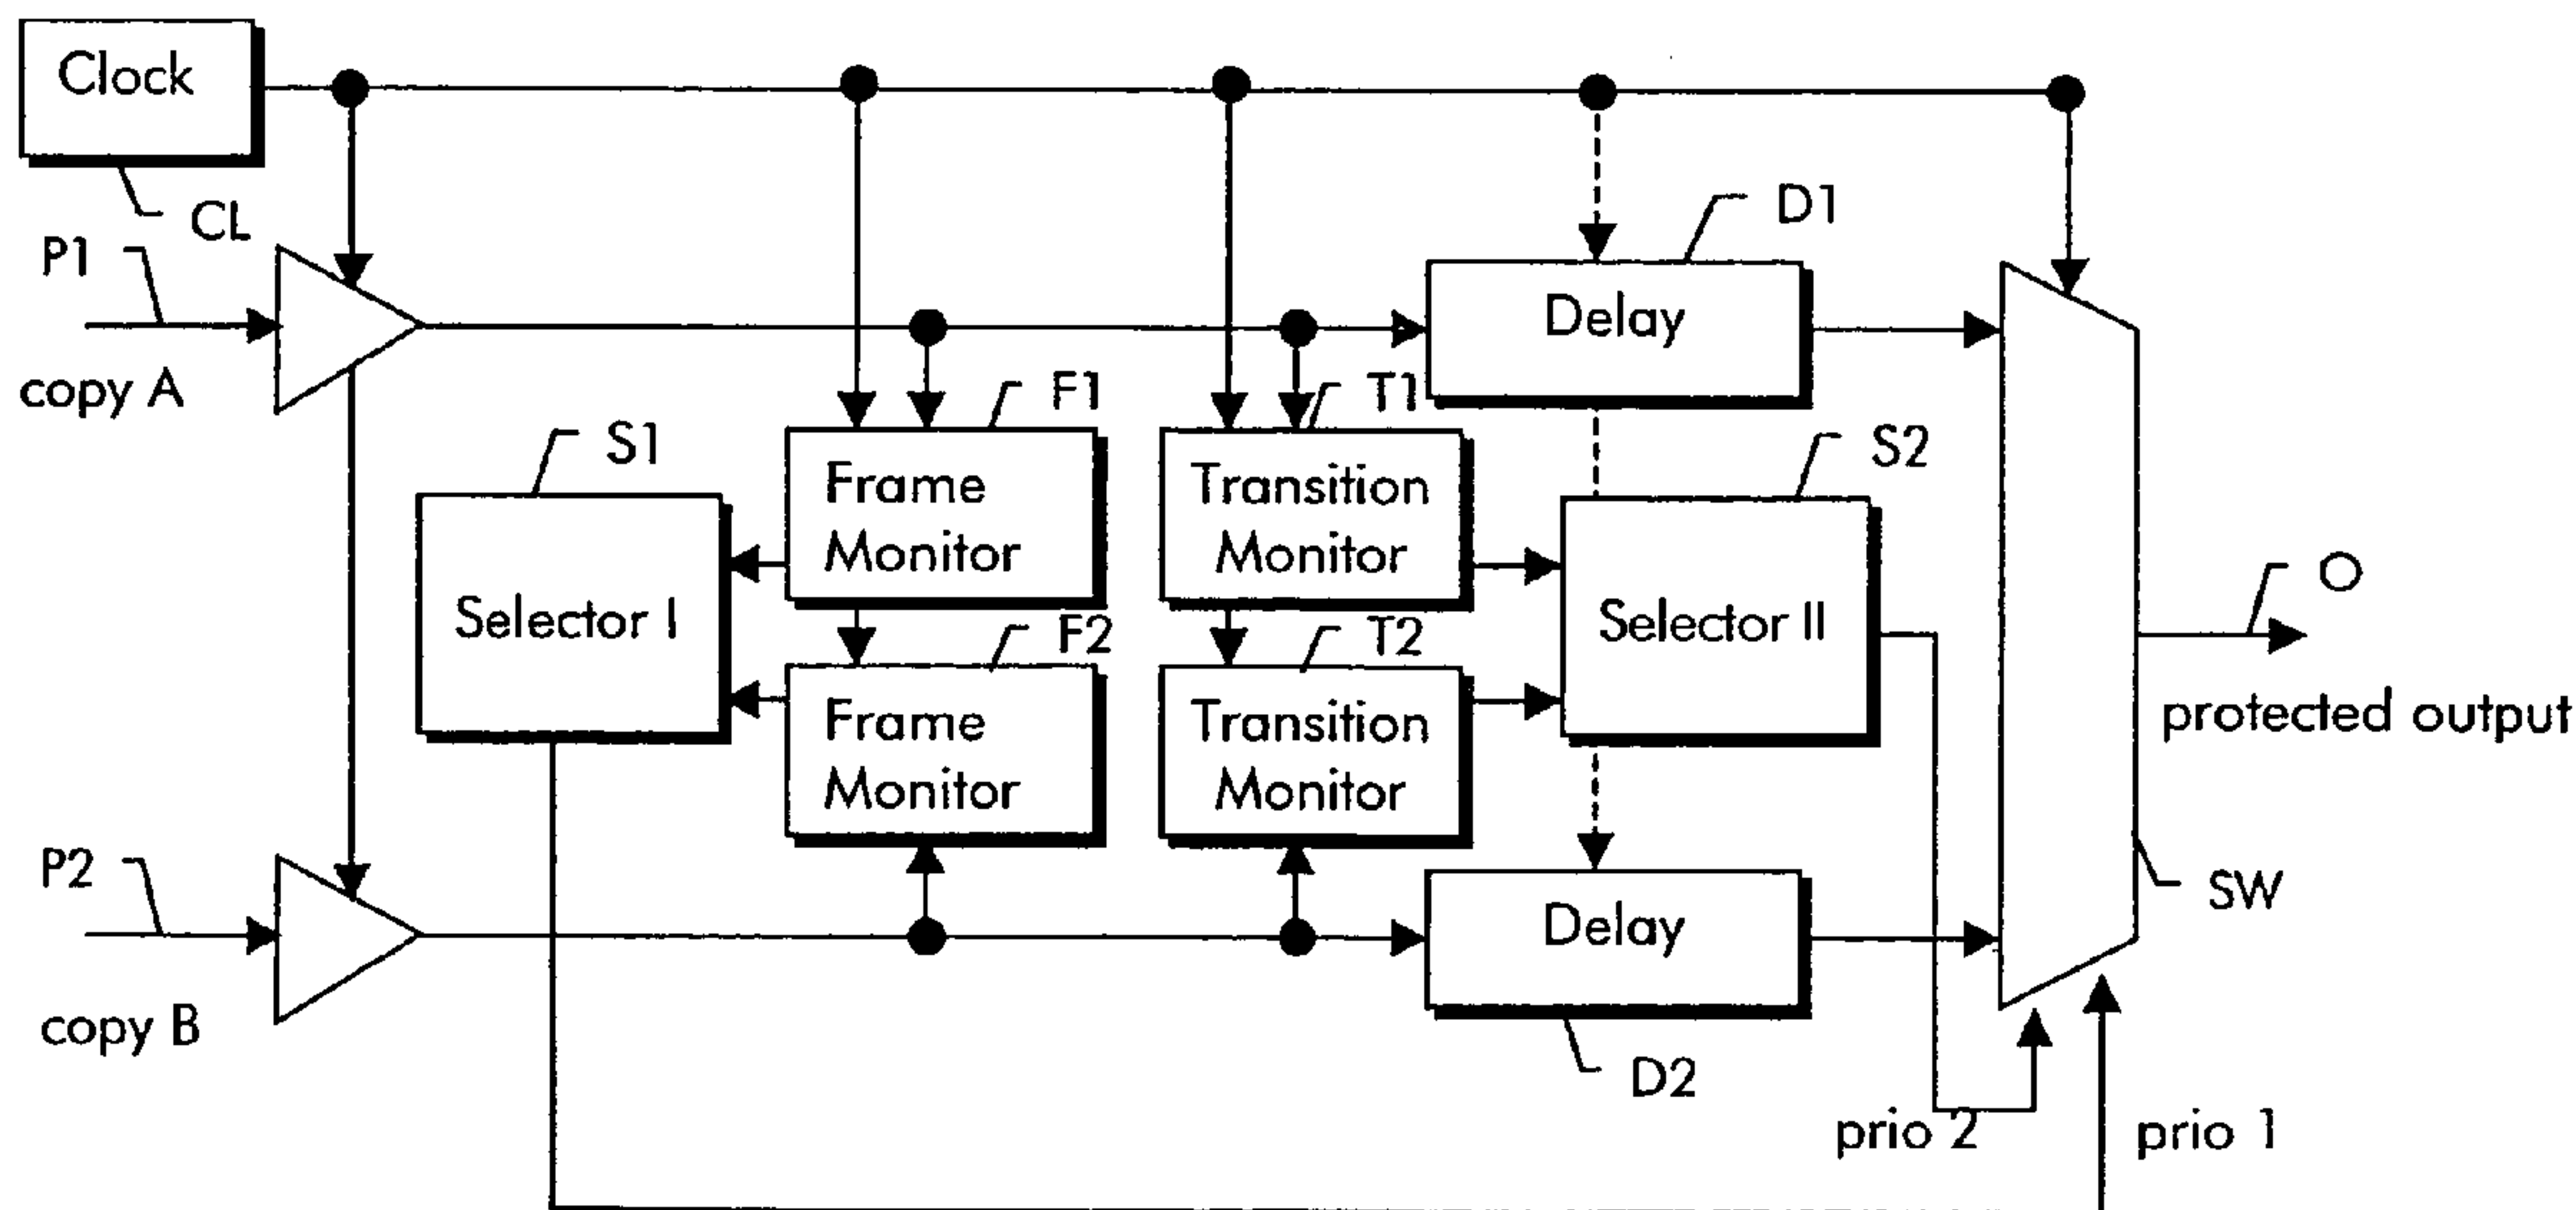 Clock
CL
P1
copy A
D1
Delay
F1
T1
S1
Frame
Monitor
Transition
Monitor
S2
Selector I
Selector II
O
F2
T2
Frame
Monitor
Transition
Monitor
protected output
P2
copy B
Delay
SW
D2
prio 2
prio 1